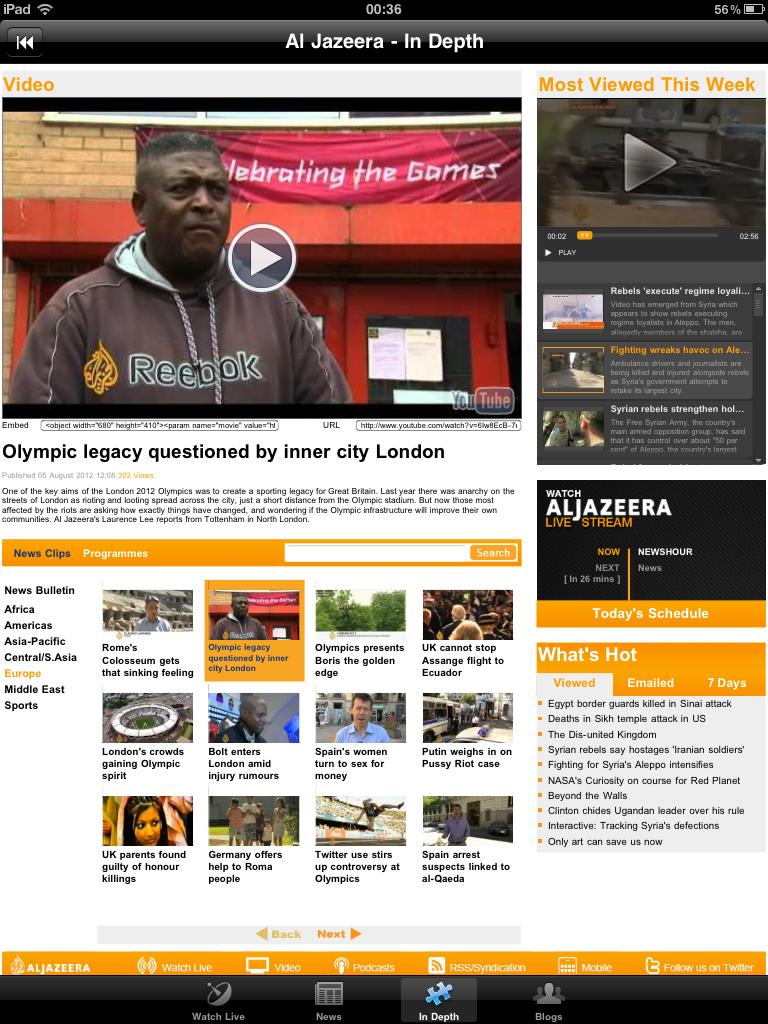 iPad
00:36
56%
Al Jazeera - In Depth
Video
lebrating the Games
Reebok
YouTube
Embed
<object width="680" height="410"><param name="movie" value="ht
URL
Olympic legacy questioned by inner city London
Published 05 August 2012 12:08 302 Views
One of the key aims of the London 2012 Olympics was to create a sporting legacy for Great Britain. Last year there was anarchy on the
streets of London as rioting and looting spread across the city, just a short distance from the Olympic stadium. But now those most
affected by the riots are asking how exactly things have changed, and wondering if the Olympic infrastructure will improve their own
communities. Al Jazeera's Laurence Lee reports from Tottenham in North London.
News Clips Programmes
Search
News Bulletin
Africa
Americas
Asia-Pacific
Central/S.Asia
Europe
Middle East
Sports
Rome's
Colosseum gets
that sinking feeling
Olympic legacy
questioned by inner
city London
Olympics presents
Boris the golden
edge
UK cannot stop
Assange flight to
Ecuador
London's crowds
gaining Olympic
spirit
Bolt enters
London amid
injury rumours
Spain's women
turn to sex for
money
Putin weighs in on
Pussy Riot case
UK parents found
guilty of honour
killings
Germany offers
help to Roma
people
Twitter use stirs
up controversy at
Olympics
Spain arrest
suspects linked to
al-Qaeda
Back Next
Most Viewed This Week
00:02
02:56
PLAY
Rebels 'execute' regime loyali...
Video has emerged from Syria which
appears to show rebels executing
regime loyalists in Aleppo. The men,
allegedly members of the shabiha, are
Fighting wreaks havoc on Ale...
Ambulance drivers and journalists are
being killed and injured alongside rebels
as Syria's government attempts to
retake its largest city.
Syrian rebels strengthen hol...
The Free Syrian Army, the country's
main armed opposition group, has said
that it has control over about "50 per
cent" of Aleppo, the country's largest
WATCH
ALJAZEERA
LIVE STREAM
NOW NEWSHOUR
NEXT News
[ In 26 mins ]
Today's Schedule
What's Hot
Viewed Emailed 7 Days
Egypt border guards killed in Sinai attack
Deaths in Sikh temple attack in US
The Dis-united Kingdom
Syrian rebels say hostages 'Iranian soldiers'
Fighting for Syria's Aleppo intensifies
NASA's Curiosity on course for Red Planet
Beyond the Walls
Clinton chides Ugandan leader over his rule
Interactive: Tracking Syria's defections
Only art can save us now
ALJAZEERA
Watch Live
Video
Podcasts
RSS/Syndication
Mobile
Follow us on Twitter
Watch Live
News
In Depth
Blogs